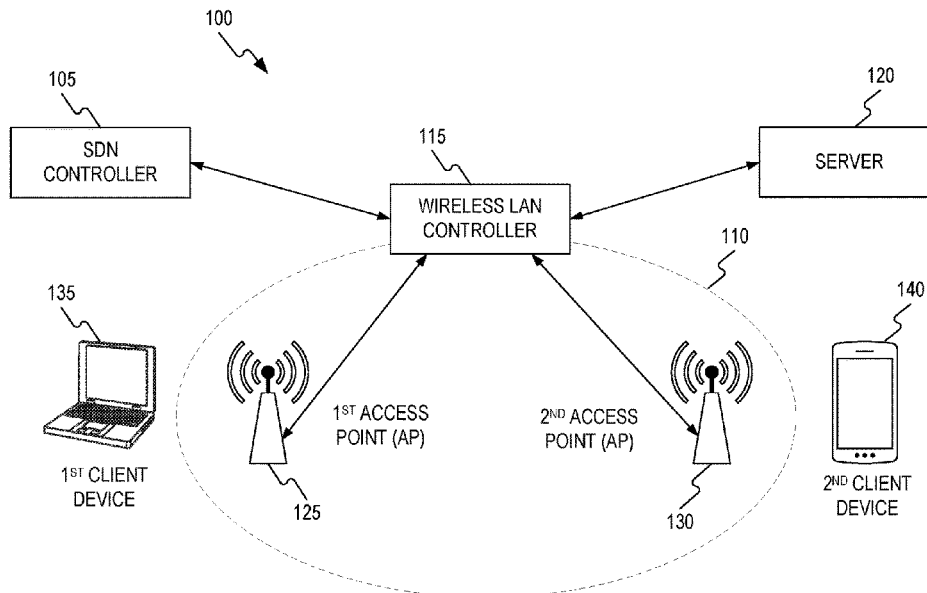 100
105
120
SDN
CONTROLLER
115
SERVER
WIRELESS LAN
CONTROLLER
110
135
140
1ST ACCESS
POINT (AP)
2ND ACCESS
POINT (AP)
1ST CLIENT
DEVICE
125
130
2ND CLIENT
DEVICE